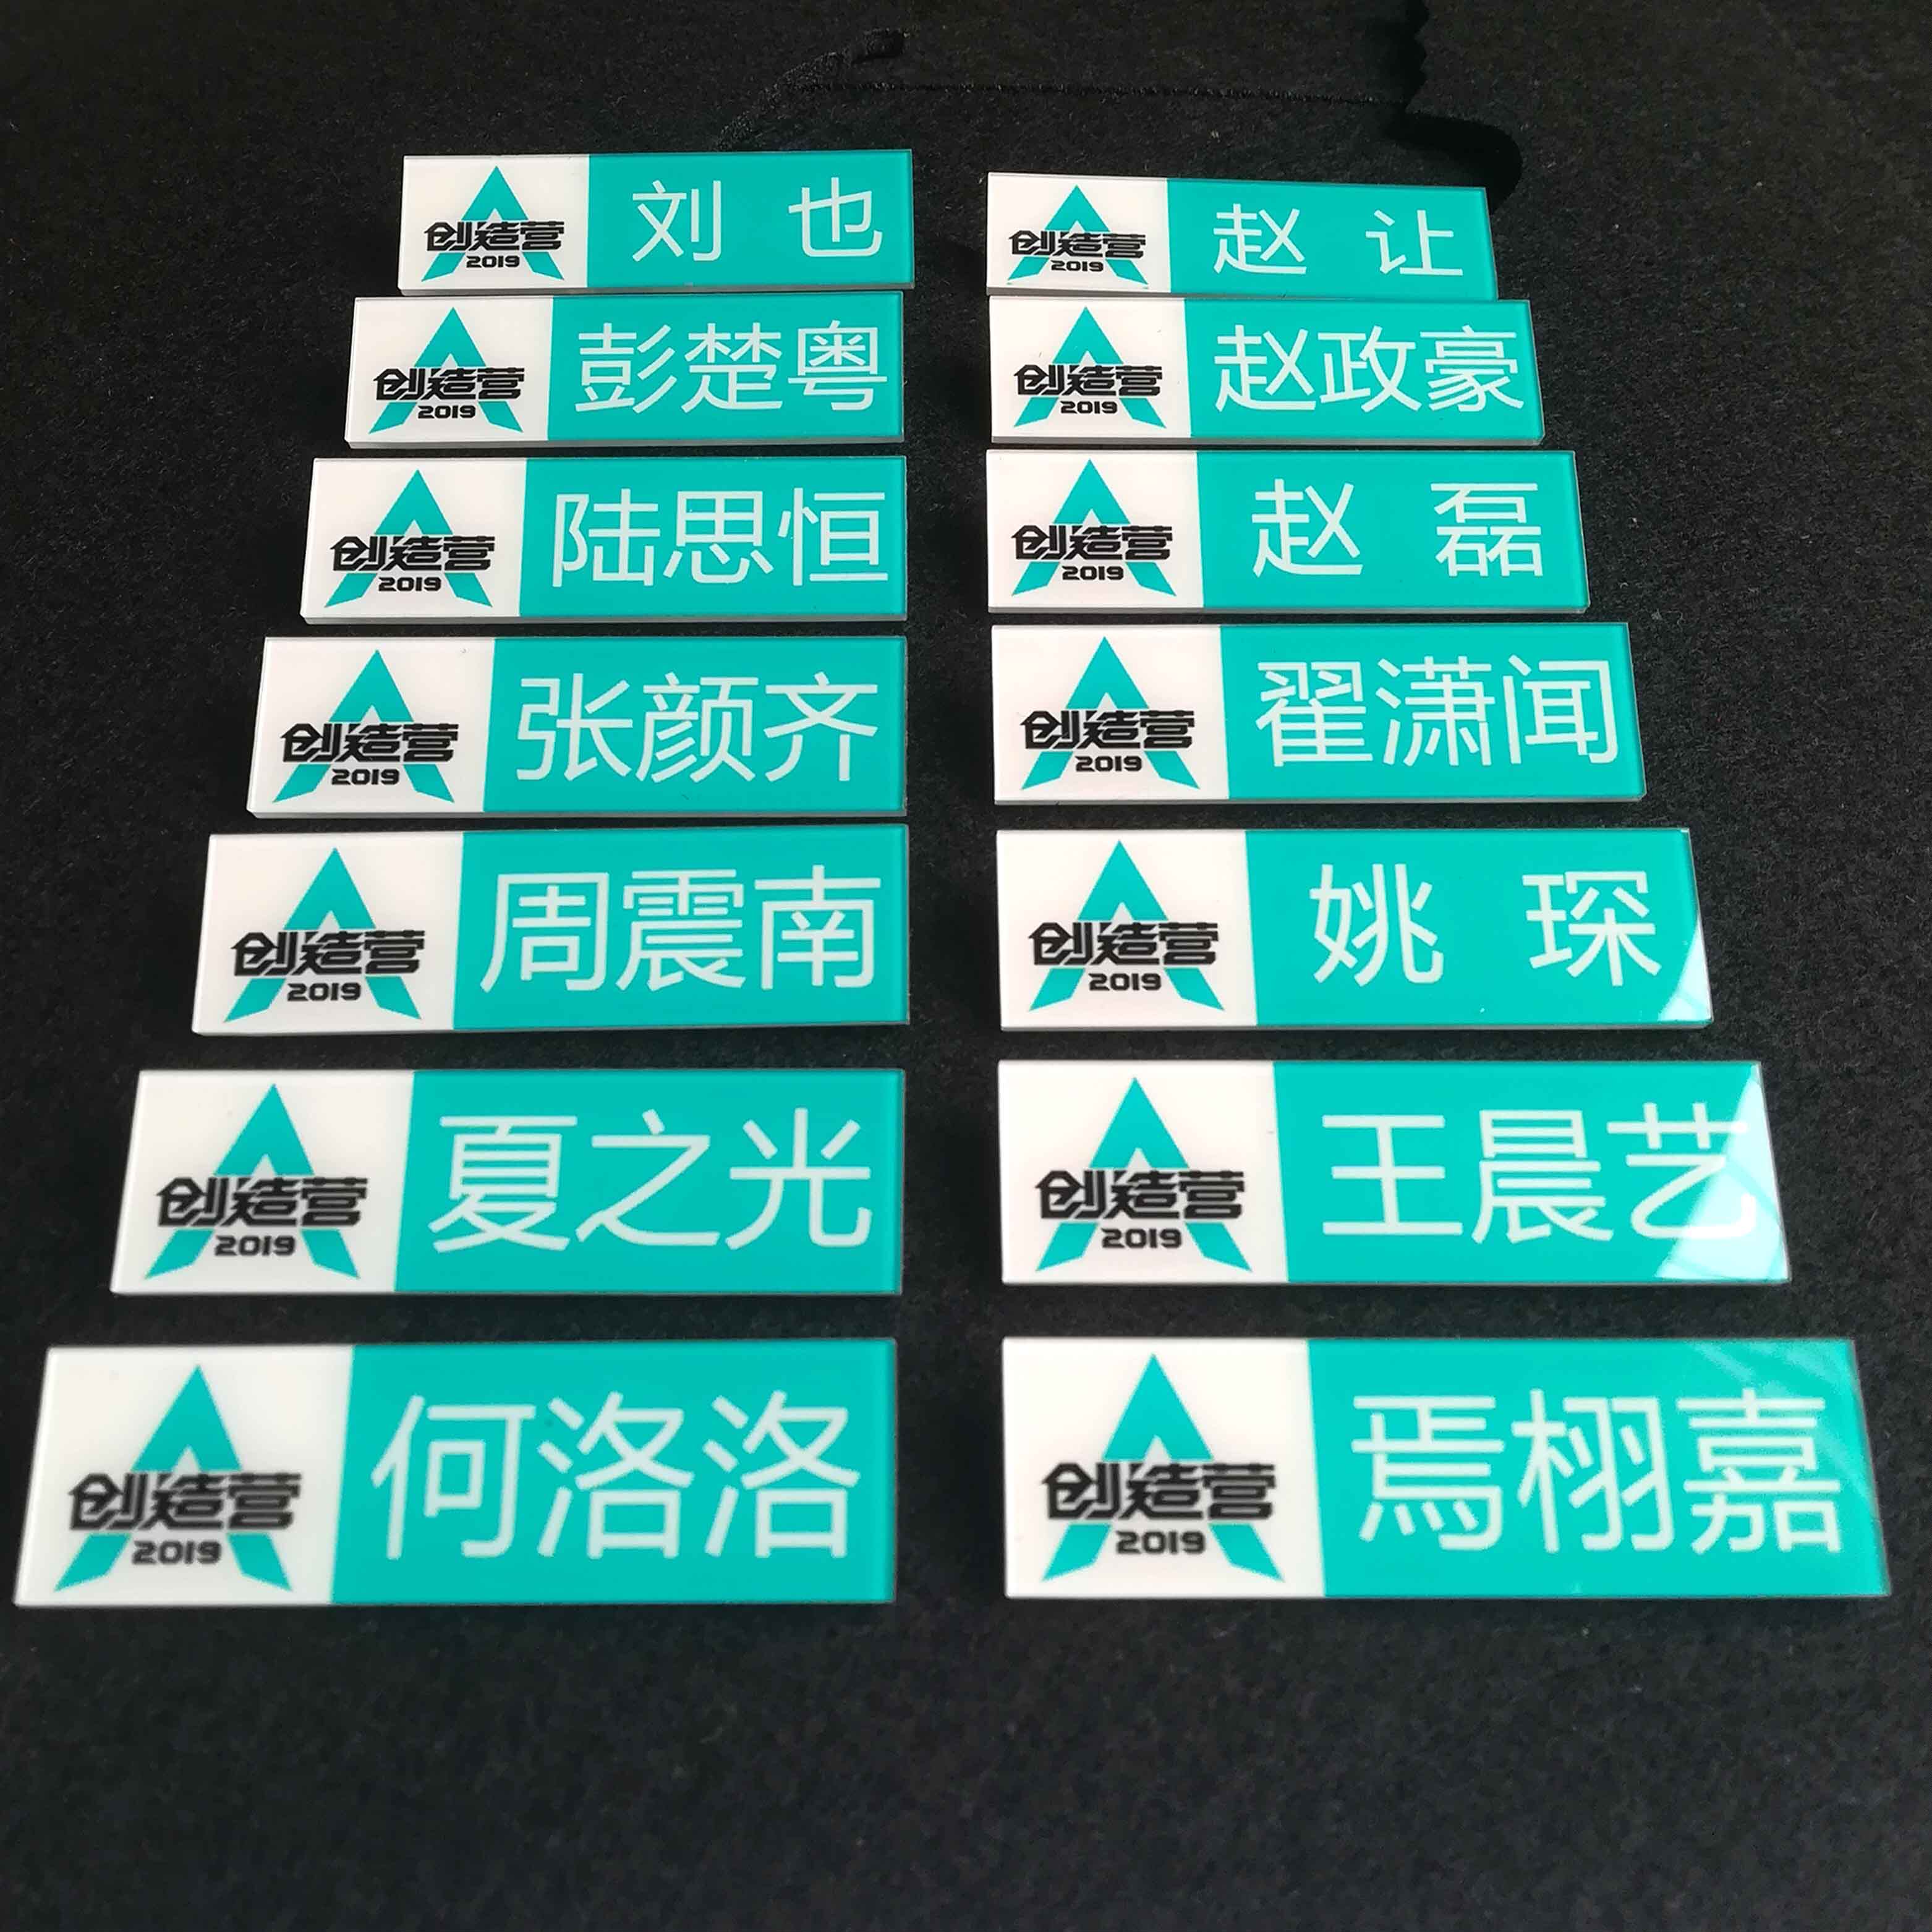 创造营
2019
刘 也
创造营
2019
赵 让
创造营
2019
彭楚粤
创造营
2019
赵政豪
创造营
2019
陆思恒
创造营
2019
赵 磊
创造营
2019
张颜齐
创造营
2019
翟潇闻
创造营
2019
周震南
创造营
2019
姚 琛
创造营
2019
夏之光
创造营
2019
王晨艺
创造营
2019
何洛洛
创造营
2019
焉栩嘉